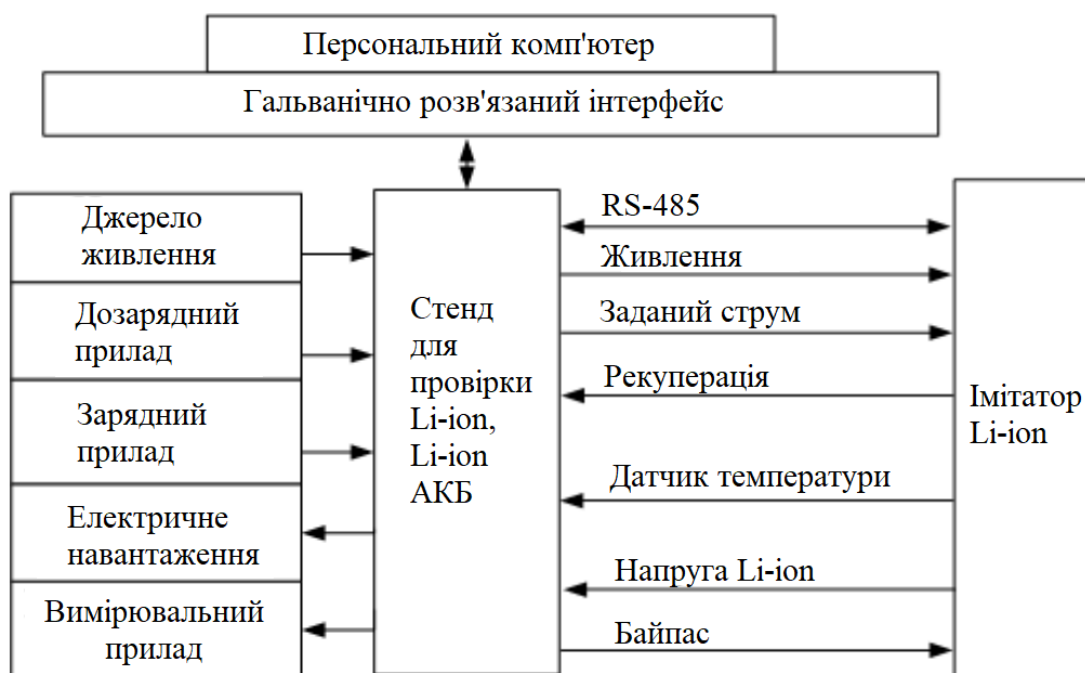 Персональний комп'ютер
Гальванічно розв'язаний інтерфейс
Джерело
живлення
Дозарядний
прилад
Зарядний
прилад
Електричне
навантаження
Вимірювальний
прилад
Стенд
для
провірки
Li-ion,
Li-ion
АКБ
RS-485
Живлення
Заданий струм
Рекуперація
Датчик температури
Напруга Li-ion
Байпас
Імітатор
Li-ion